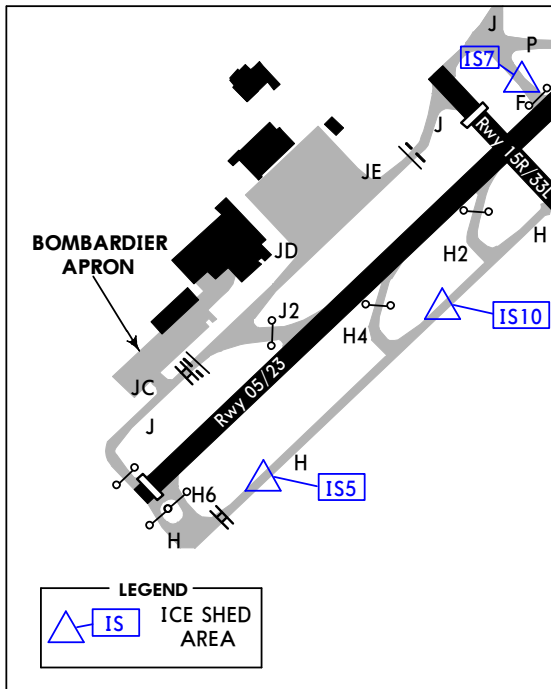 J
P
IS7
F
J
Rwy 15R/33L
JE
H
H2
BOMBARDIER
APRON
JD
J2
IS10
H4
Rwy 05/23
JC
J
H
IS5
H6
H
LEGEND
IS
ICE SHED
AREA